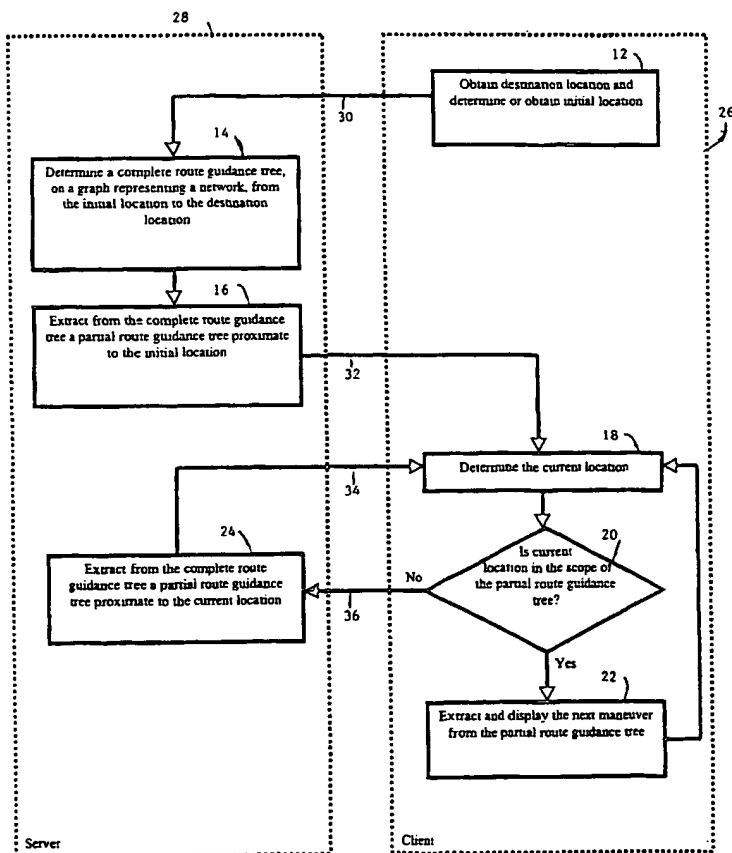 28
12
Obtain destination location and
determine or obtain initial location
26
30
14
Determine a complete route guidance tree,
on a graph representing a network, from
the initial location to the destination
location
16
Extract from the complete route guidance
tree a partial route guidance tree proximate
to the initial location
32
18
Determine the current location
34
24
Extract from the complete route
guidance tree a partial route guidance
tree proximate to the current location
20
Is current
location in the scope of
the partial route guidance
tree?
No
36
Yes
22
Extract and display the next maneuver
from the partial route guidance tree
Server
Client